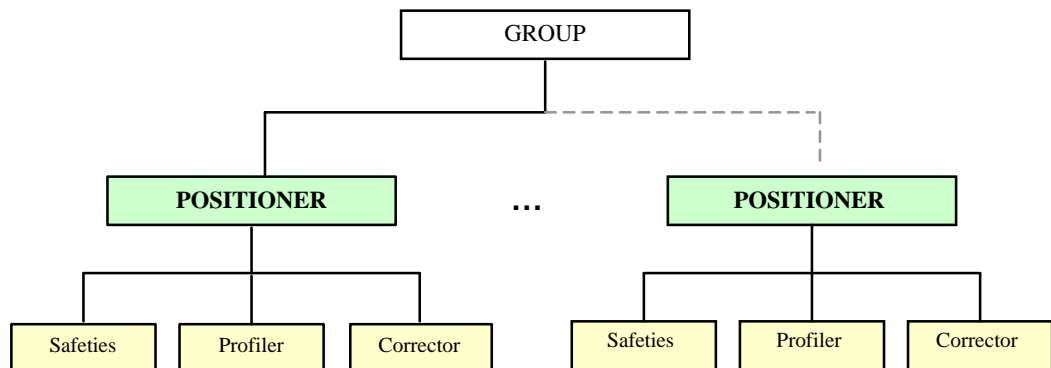 GROUP
POSITIONER
...
POSITIONER
Safeties
Profiler
Corrector
Safeties
Profiler
Corrector